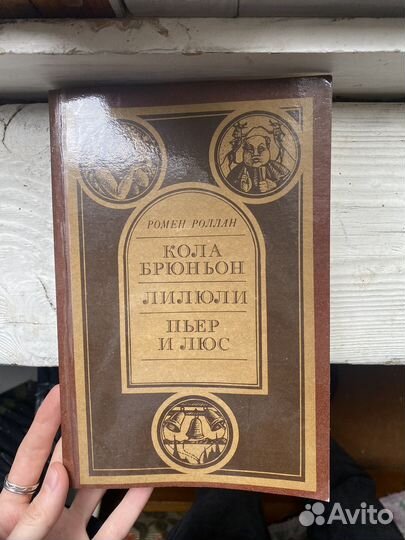 РОМЕН РОЛЛАН
КОЛА
БРЮНЬОН
ЛИЛЮЛИ
ПЬЕР
И ЛЮС
Avito